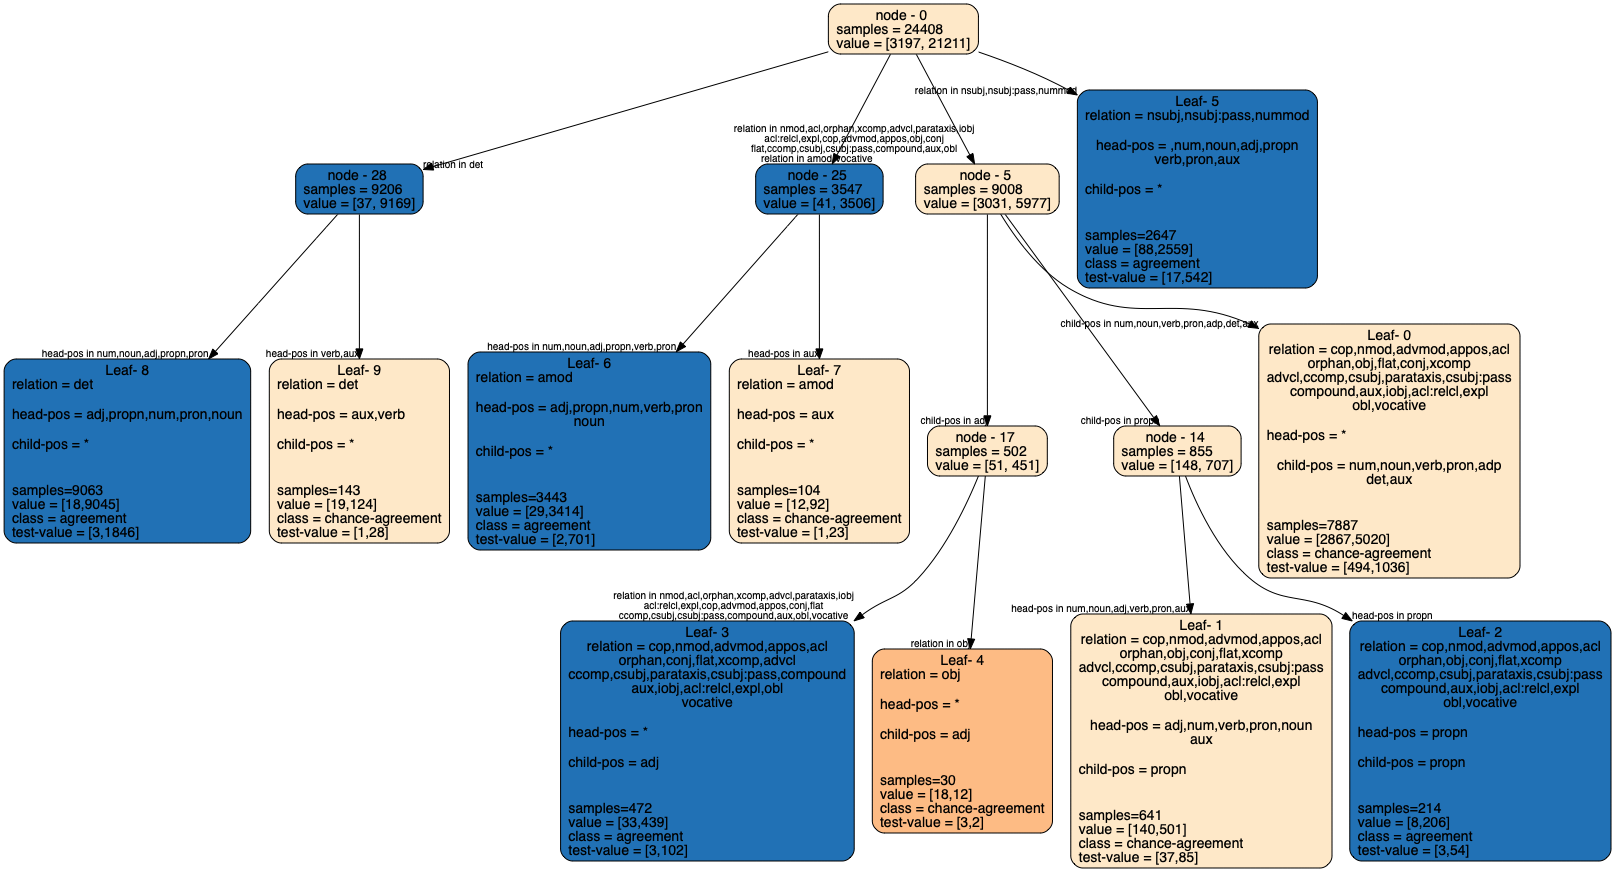 node - 0
samples = 24408
value = [3197, 21211]
relation in nsubj,nsubj:pass,nummod
Leaf- 5
relation = nsubj,nsubj:pass,nummod
head-pos = ,num,noun,adj,propn
verb,pron,aux
child-pos = *
samples=2647
value = [88,2559]
class = agreement
test-value = [17,542]
relation in det
relation in nmod,acl,orphan,xcomp,advcl,parataxis,iobj
acl:relcl,expl,cop,advmod,appos,obj,conj
flat,ccomp,csubj,csubj:pass,compound,aux,obl
relation in amod,vocative
node - 28
samples = 9206
value = [37, 9169]
node - 25
samples = 3547
value = [41, 3506]
node - 5
samples = 9008
value = [3031, 5977]
child-pos in num,noun,verb,pron,adp,det,aux
Leaf- 0
relation = cop,nmod,advmod,appos,acl
orphan,obj,flat,conj,xcomp
advcl,ccomp,csubj,parataxis,csubj:pass
compound,aux,iobj,acl:relcl,expl
obl,vocative
head-pos = *
child-pos = num,noun,verb,pron,adp
det,aux
samples=7887
value = [2867,5020]
class = chance-agreement
test-value = [494,1036]
head-pos in num,noun,adj,propn,pron
Leaf- 8
relation = det
head-pos = adj,propn,num,pron,noun
child-pos = *
samples=9063
value = [18,9045]
class = agreement
test-value = [3,1846]
head-pos in verb,aux
Leaf- 9
relation = det
head-pos = aux,verb
child-pos = *
samples=143
value = [19,124]
class = chance-agreement
test-value = [1,28]
head-pos in num,noun,adj,propn,verb,pron
Leaf- 6
relation = amod
head-pos = adj,propn,num,verb,pron
noun
child-pos = *
samples=3443
value = [29,3414]
class = agreement
test-value = [2,701]
head-pos in aux
Leaf- 7
relation = amod
head-pos = aux
child-pos = *
samples=104
value = [12,92]
class = chance-agreement
test-value = [1,23]
child-pos in adj
node - 17
samples = 502
value = [51, 451]
child-pos in propn
node - 14
samples = 855
value = [148, 707]
relation in nmod,acl,orphan,xcomp,advcl,parataxis,iobj
acl:relcl,expl,cop,advmod,appos,conj,flat
ccomp,csubj,csubj:pass,compound,aux,obl,vocative
Leaf- 3
relation = cop,nmod,advmod,appos,acl
orphan,conj,flat,xcomp,advcl
ccomp,csubj,parataxis,csubj:pass,compound
aux,iobj,acl:relcl,expl,obl
vocative
head-pos = *
child-pos = adj
samples=472
value = [33,439]
class = agreement
test-value = [3,102]
relation in obj
Leaf- 4
relation = obj
head-pos = *
child-pos = adj
samples=30
value = [18,12]
class = chance-agreement
test-value = [3,2]
head-pos in num,noun,adj,verb,pron,aux
Leaf- 1
relation = cop,nmod,advmod,appos,acl
orphan,obj,conj,flat,xcomp
advcl,ccomp,csubj,parataxis,csubj:pass
compound,aux,iobj,acl:relcl,expl
obl,vocative
head-pos = adj,num,verb,pron,noun
aux
child-pos = propn
samples=641
value = [140,501]
class = chance-agreement
test-value = [37,85]
head-pos in propn
Leaf- 2
relation = cop,nmod,advmod,appos,acl
orphan,obj,conj,flat,xcomp
advcl,ccomp,csubj,parataxis,csubj:pass
compound,aux,iobj,acl:relcl,expl
obl,vocative
head-pos = propn
child-pos = propn
samples=214
value = [8,206]
class = agreement
test-value = [3,54]